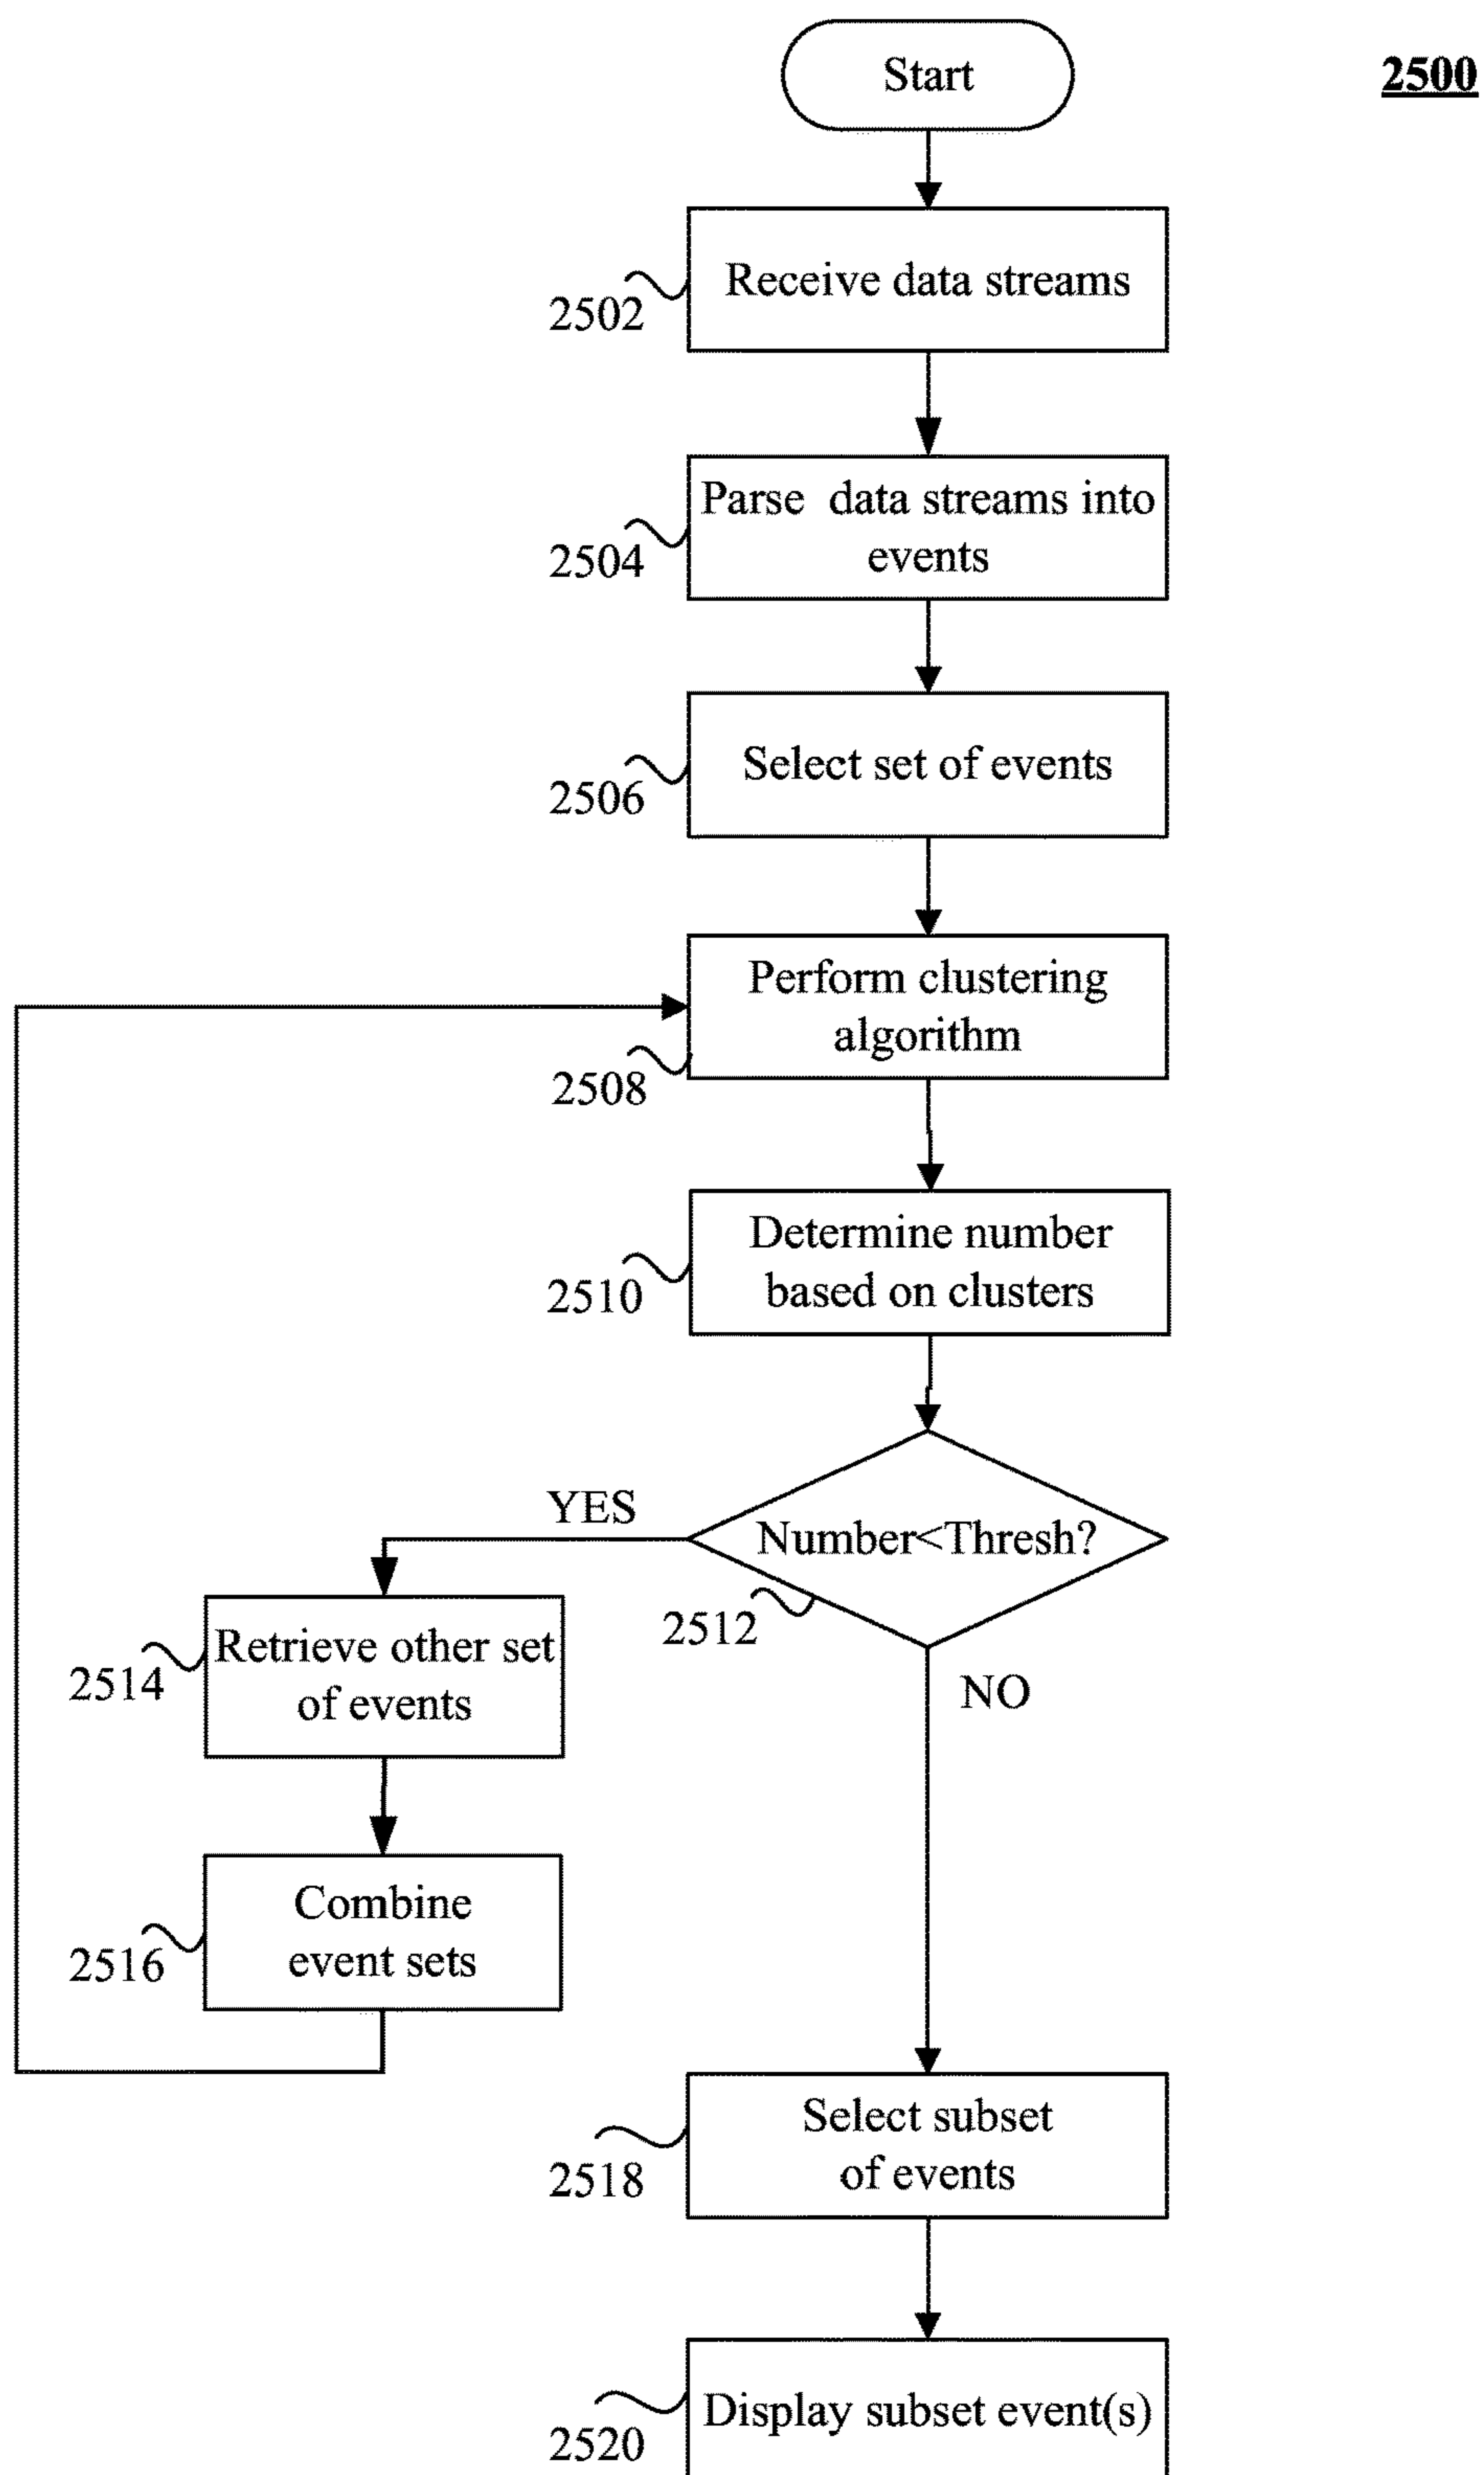 Start
2500
Receive data streams
2502
Parse data streams into
events
2504
Select set of events
2506
Perform clustering
algorithm
2508
Determine number
based on clusters
2510
YES
Number<Thresh?
2512
NO
Retrieve other set
of events
2514
Combine
event sets
2516
Select subset
of events
2518
Display subset event(s)
2520